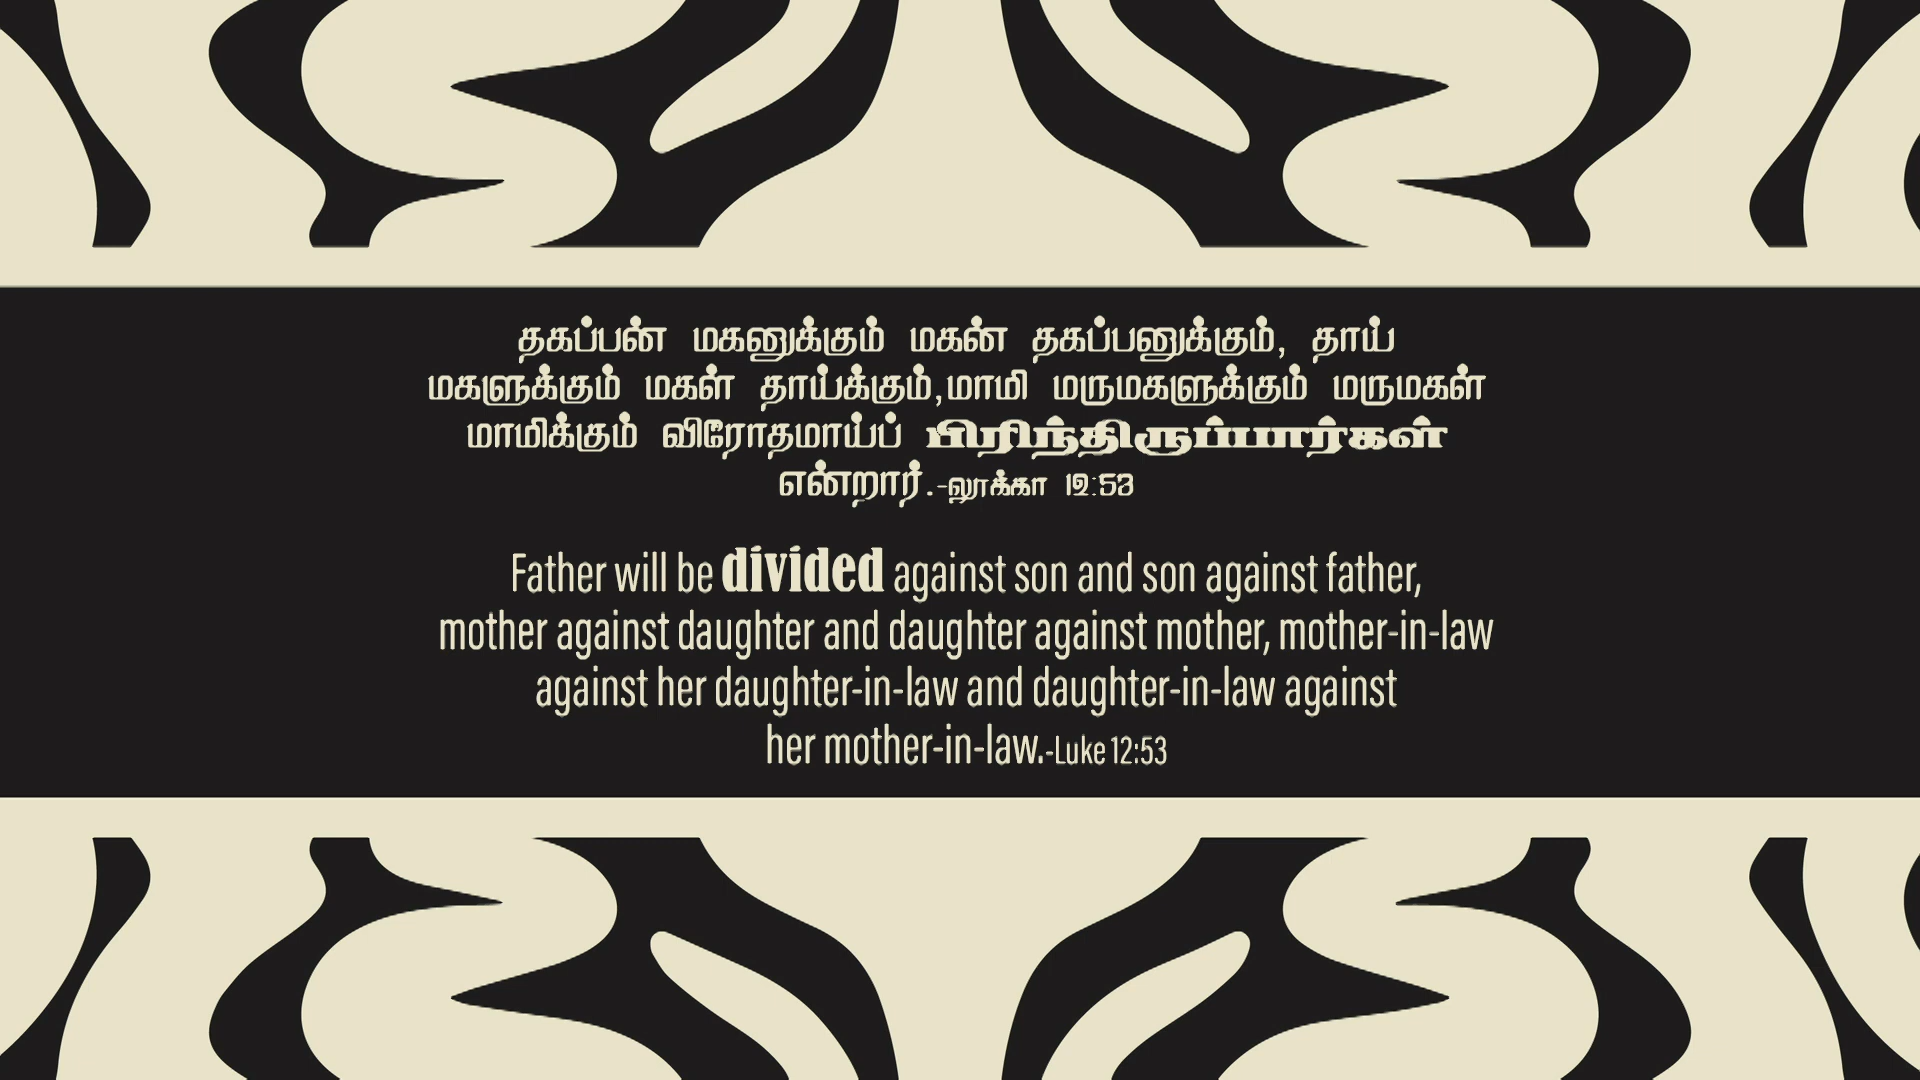 தகப்பன் மகனுக்கும் மகன் தகப்பனுக்கும், தாய்
மகளுக்கும் மகள் தாய்க்கும்,மாமி மருமகளுக்கும் மருமகள்
மாமிக்கும் விரோதமாய்ப் பிரிந்திருப்பார்கள்
என்றார்.-லூக்கா 12:53
Father will be divided against son and son against father,
mother against daughter and daughter against mother, mother-in-law
against her daughter-in-law and daughter-in-law against
her mother-in-law.-Luke 12:53